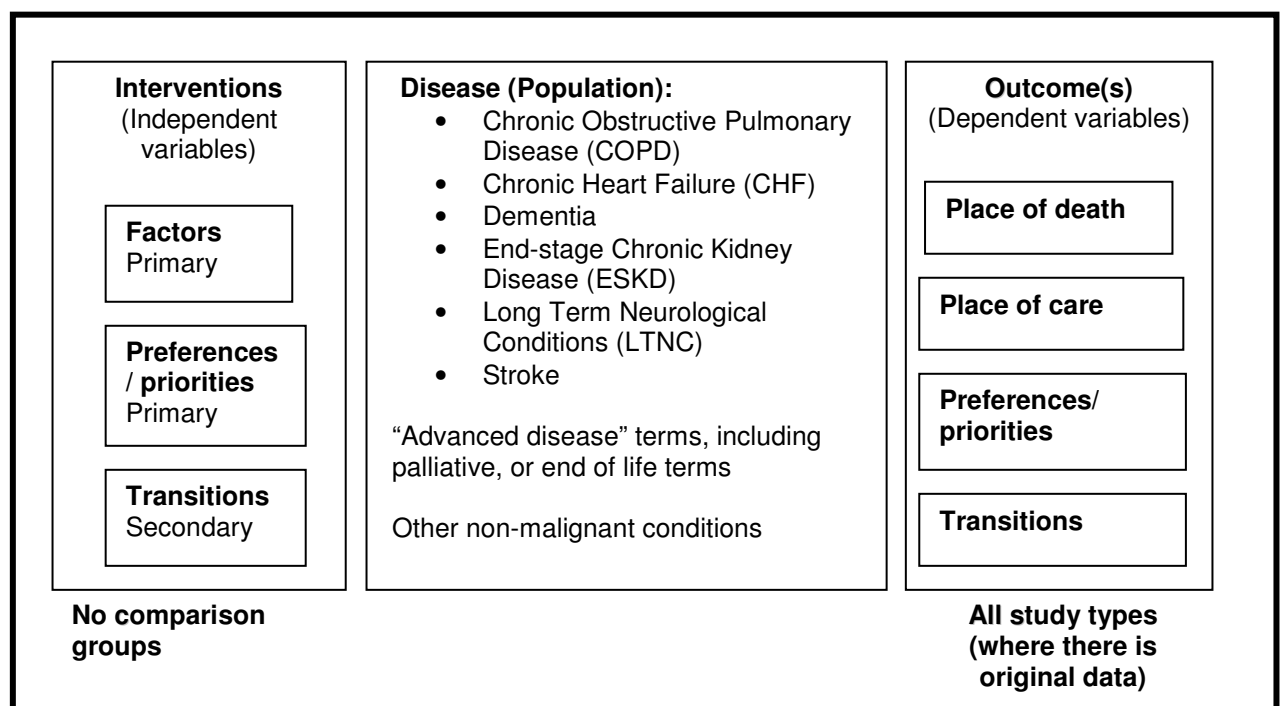 Interventions
(Independent
variables)
Factors
Primary
Preferences
/ priorities
Primary
Transitions
Secondary
No comparison
groups
Disease (Population):
• Chronic Obstructive Pulmonary
Disease (COPD)
• Chronic Heart Failure (CHF)
• Dementia
• End-stage Chronic Kidney
Disease (ESKD)
• Long Term Neurological
Conditions (LTNC)
• Stroke
“Advanced disease” terms, including
palliative, or end of life terms
Other non-malignant conditions
Outcome(s)
(Dependent variables)
Place of death
Place of care
Preferences/
priorities
Transitions
All study types
(where there is
original data)